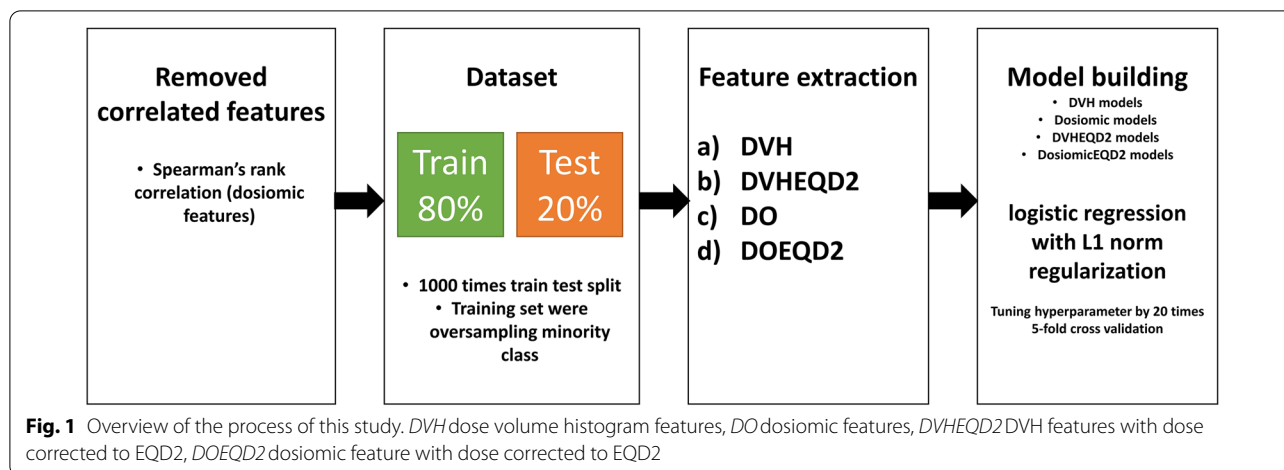 Removed
correlated features
• Spearman's rank
correlation (dosiomic
features)
Dataset
Train
80%
Test
20%
• 1000 times train test split
• Training set were
oversampling minority
class
Feature extraction
a) DVH
b) DVHEQD2
c) DO
d) DOEQD2
Model building
• DVH models
• Dosiomic models
• DVHEQD2 models
• DosiomicEQD2 models
logistic regression
with L1 norm
regularization
Tuning hyperparameter by 20 times
5-fold cross validation
Fig. 1 Overview of the process of this study. DVH dose volume histogram features, DO dosiomic features, DVHEQD2 DVH features with dose
corrected to EQD2, DOEQD2 dosiomic feature with dose corrected to EQD2